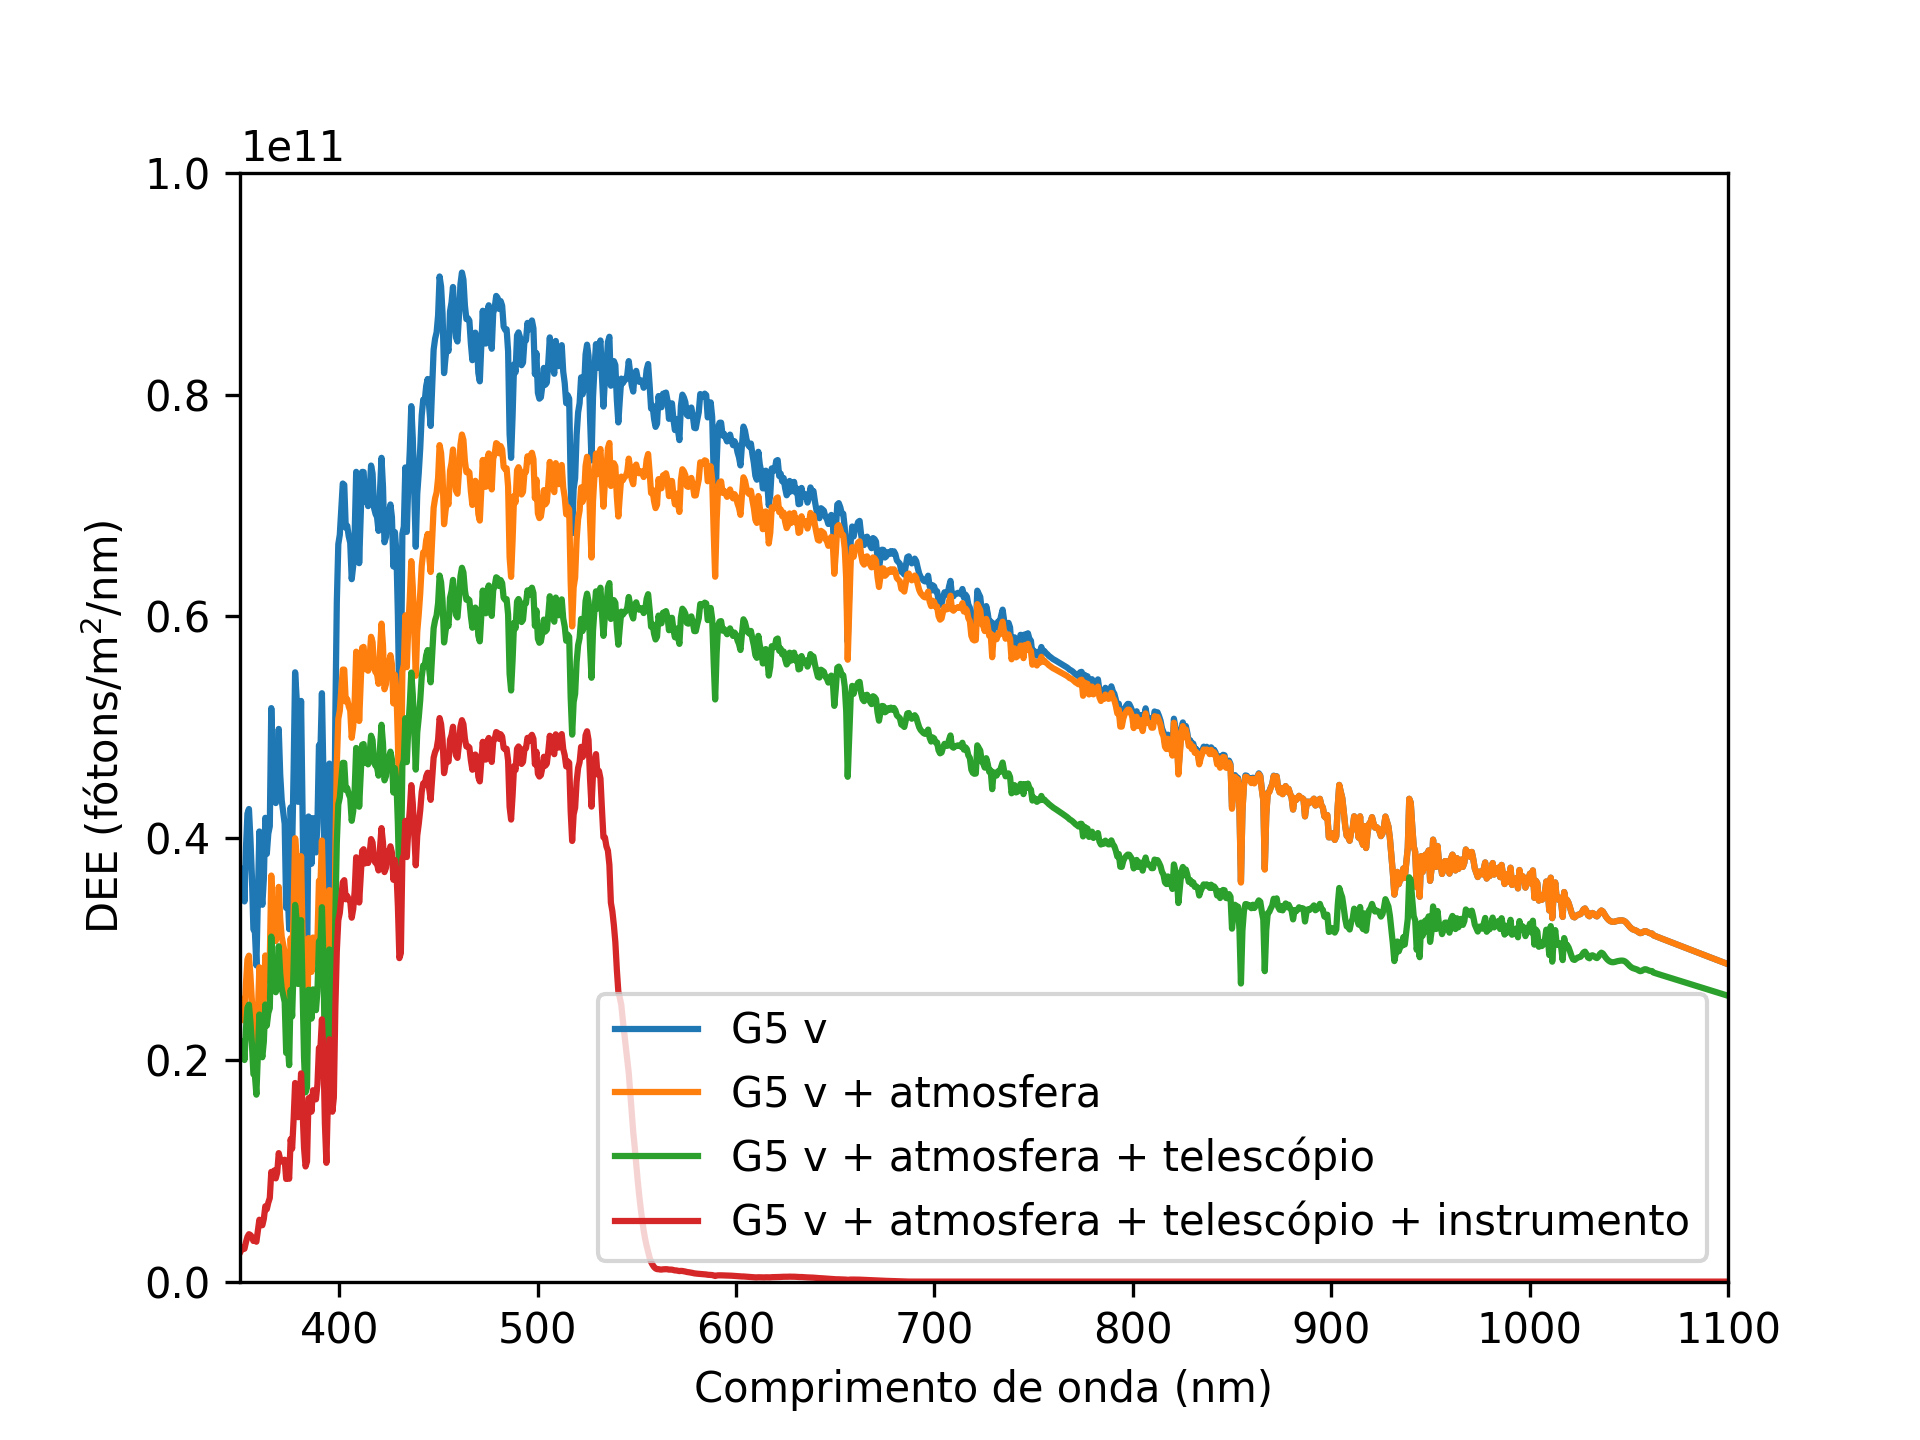 1e11
1.0
0.8
0.6
0.4
0.2
0.0
DEE (fótons/m²/nm)
G5 v
G5 v + atmosfera
G5 v + atmosfera + telescópio
G5 v + atmosfera + telescópio + instrumento
400 500 600 700 800 900 1000 1100
Comprimento de onda (nm)